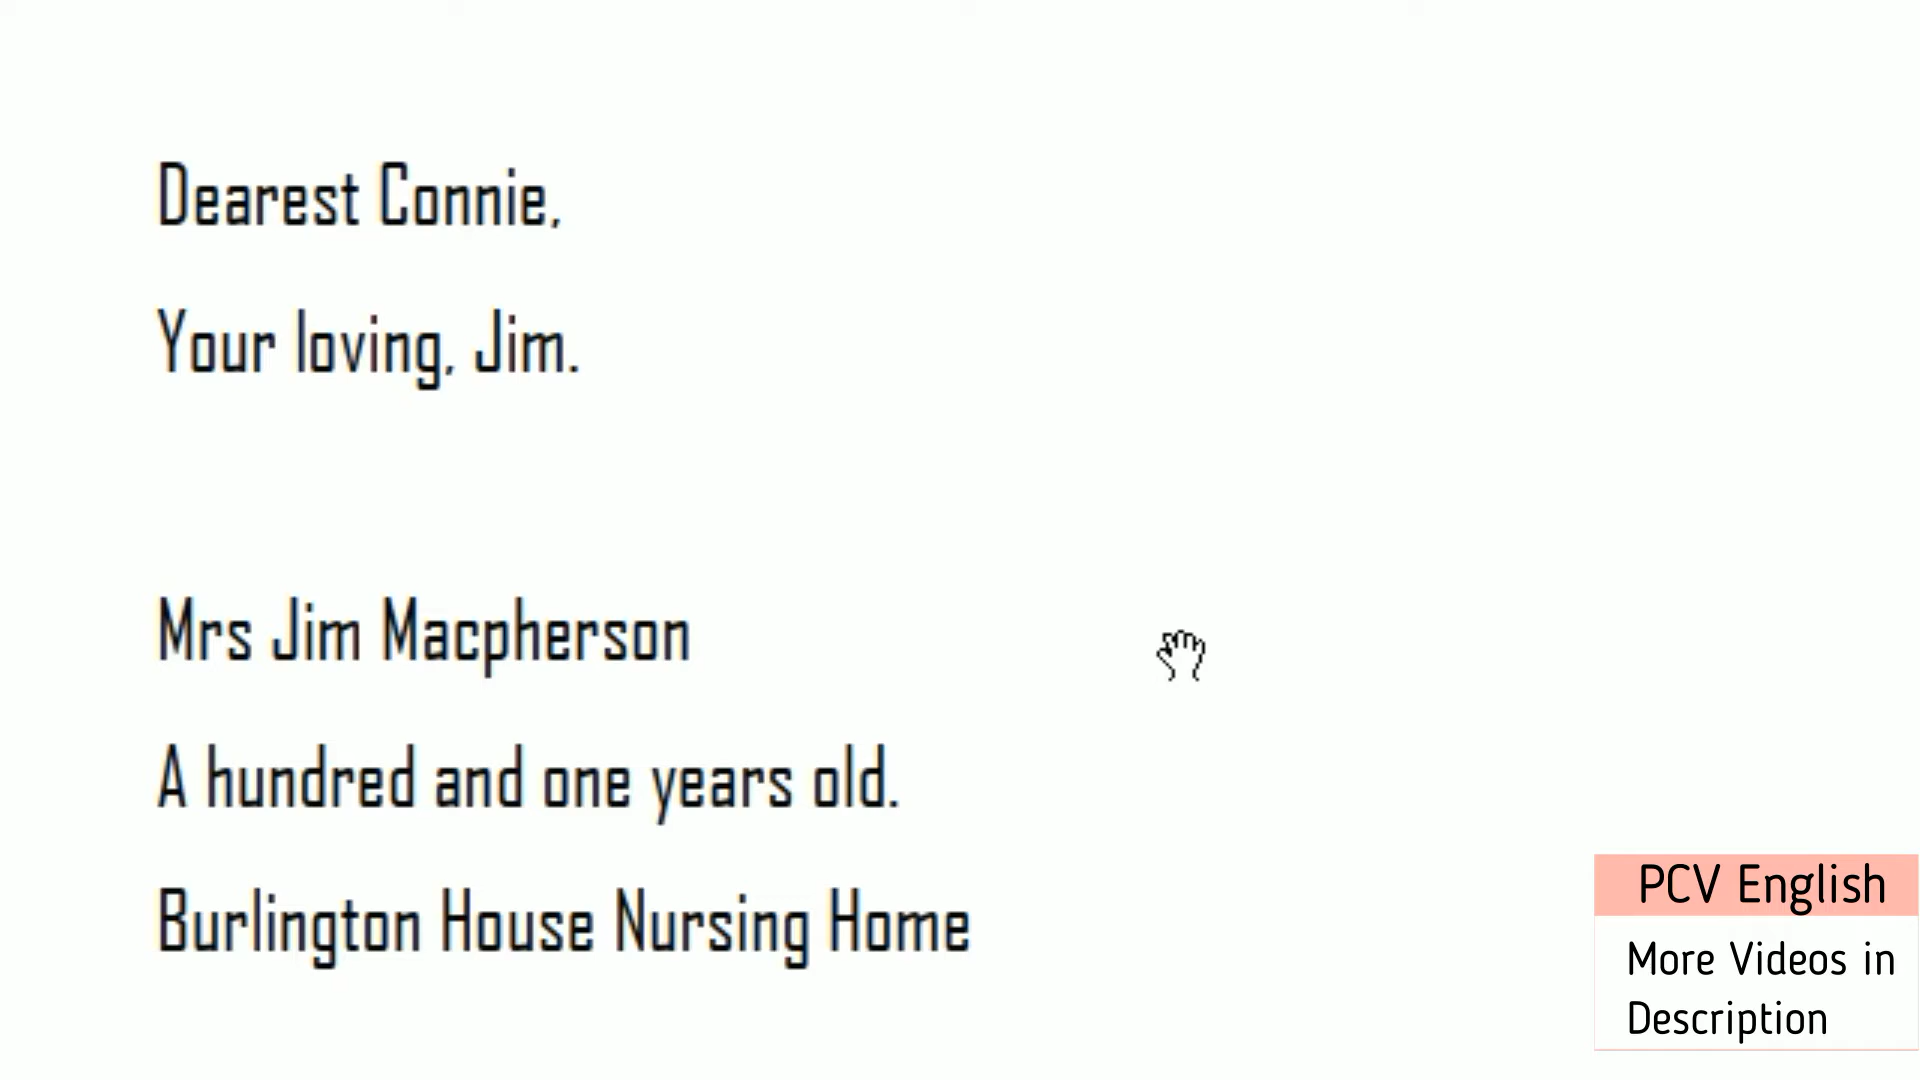 Dearest Connie,
Your loving, Jim.
Mrs Jim Macpherson
A hundred and one years old.
Burlington House Nursing Home
PCV English
More Videos in
Description